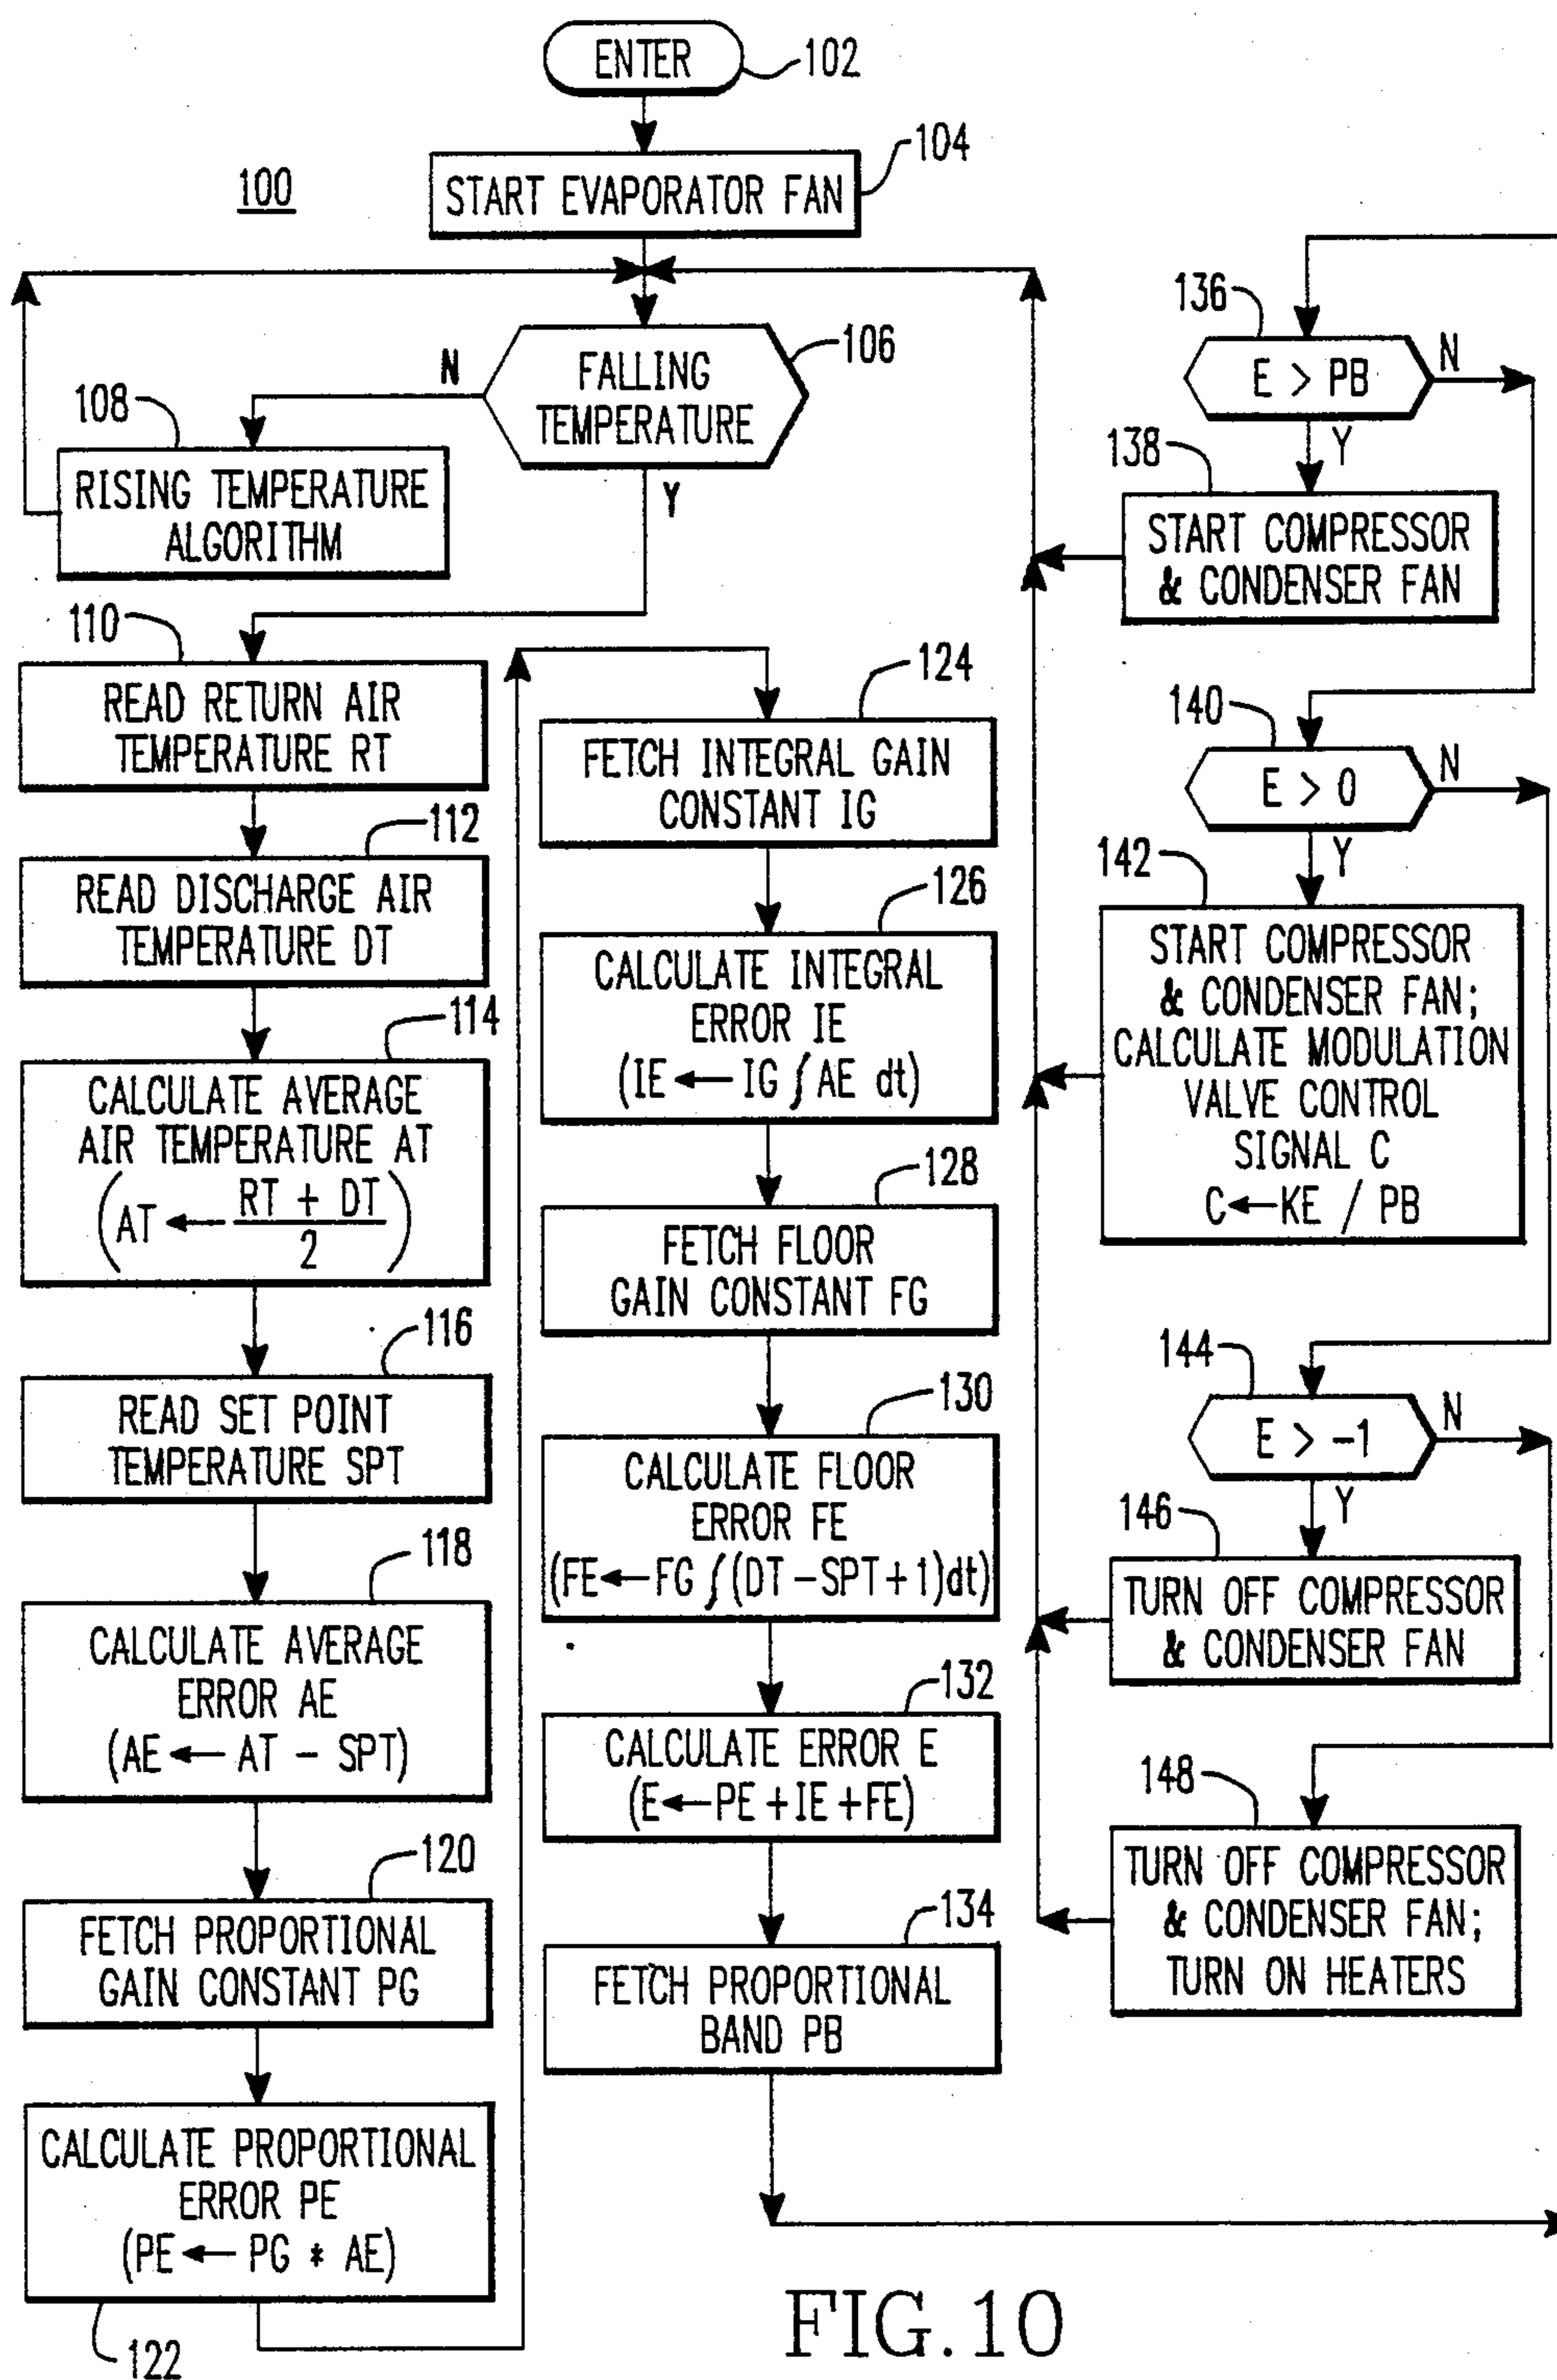 ENTER
102
104
START EVAPORATOR FAN
100
106
FALLING
TEMPERATURE
N
Y
108
RISING TEMPERATURE
ALGORITHM
110
READ RETURN AIR
TEMPERATURE RT
112
READ DISCHARGE AIR
TEMPERATURE DT
114
CALCULATE AVERAGE
AIR TEMPERATURE AT
(AT ← RT + DT / 2)
116
READ SET POINT
TEMPERATURE SPT
118
CALCULATE AVERAGE
ERROR AE
(AE ← AT - SPT)
120
FETCH PROPORTIONAL
GAIN CONSTANT PG
CALCULATE PROPORTIONAL
ERROR PE
(PE ← PG * AE)
122
124
FETCH INTEGRAL GAIN
CONSTANT IG
126
CALCULATE INTEGRAL
ERROR IE
(IE ← IG ∫ AE dt)
128
FETCH FLOOR
GAIN CONSTANT FG
130
CALCULATE FLOOR
ERROR FE
(FE ← FG ∫(DT - SPT + 1)dt)
132
CALCULATE ERROR E
(E ← PE + IE + FE)
134
FETCH PROPORTIONAL
BAND PB
136
E > PB
N
Y
138
START COMPRESSOR
& CONDENSER FAN
140
E > 0
N
Y
142
START COMPRESSOR
& CONDENSER FAN;
CALCULATE MODULATION
VALVE CONTROL
SIGNAL C
C ← KE / PB
144
E > -1
N
Y
146
TURN OFF COMPRESSOR
& CONDENSER FAN
148
TURN OFF COMPRESSOR
& CONDENSER FAN;
TURN ON HEATERS
FIG. 10